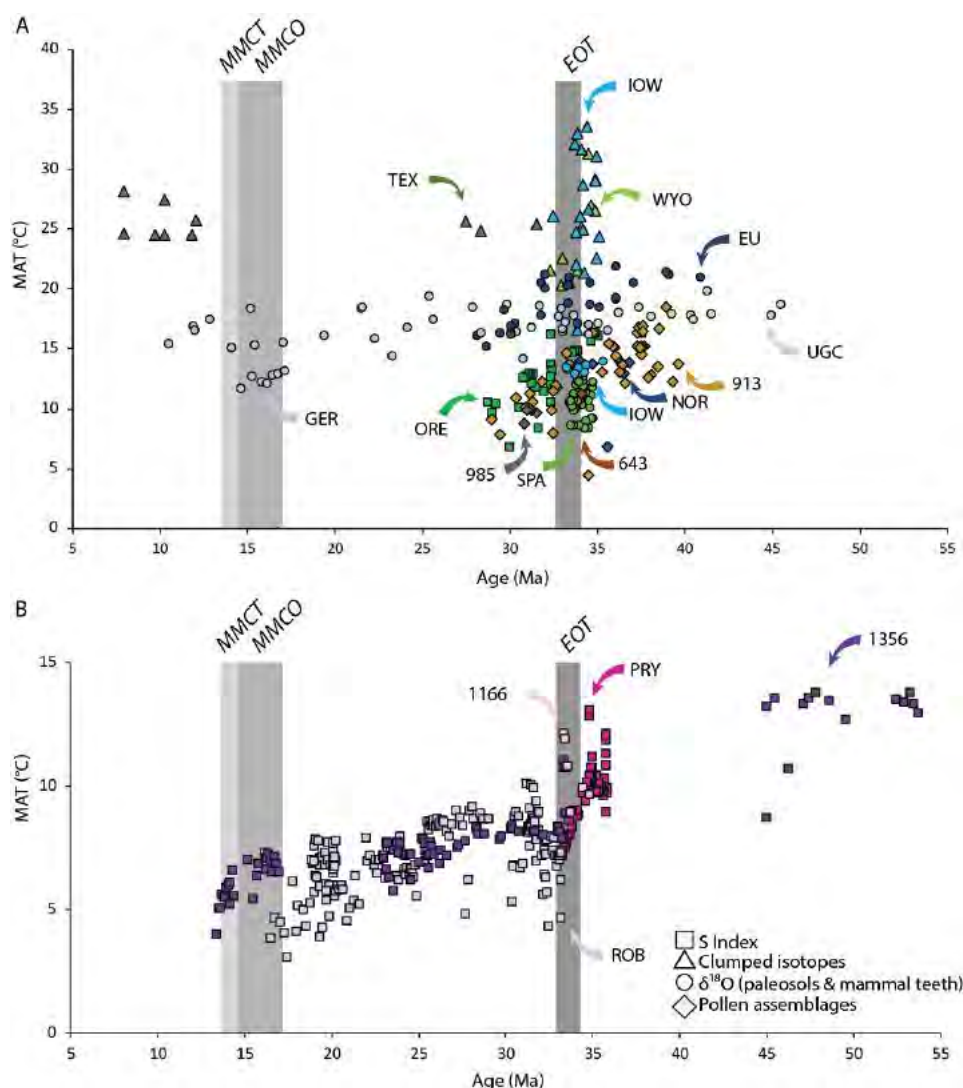 A
MMCT
MMCO
EOT
40
35
30
25
20
15
10
5
0
MAT (°C)
IOW
TEX
WYO
EU
UGC
913
NOR
IOW
GER
ORE
985
SPA
643
5
10
15
20
25
30
35
40
45
50
55
Age (Ma)
B
MMCT
MMCO
EOT
15
10
5
0
MAT (°C)
1166
PRY
1356
ROB
S Index
Clumped isotopes
δ¹⁸O (paleosols & mammal teeth)
Pollen assemblages
5
10
15
20
25
30
35
40
45
50
55
Age (Ma)